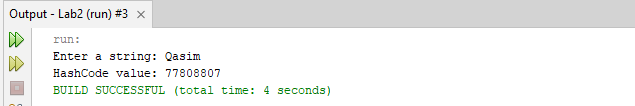 Output - Lab2 (run) #3
run:
Enter a string: Qasim
HashCode value: 77808807
BUILD SUCCESSFUL (total time: 4 seconds)